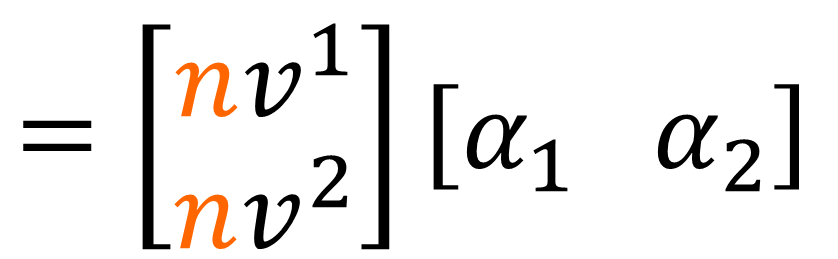 = [nv¹ nv²] [α₁ α₂]